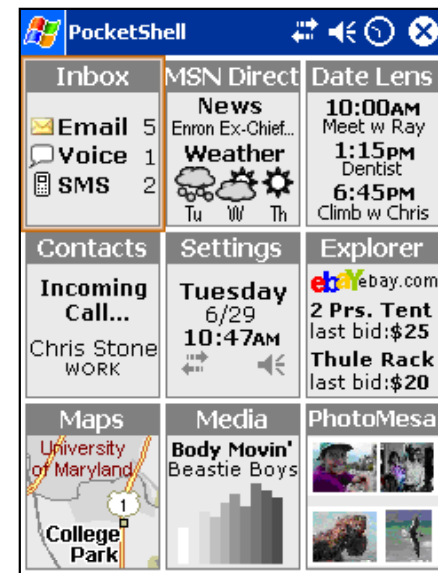 PocketShell
Inbox
Email 5
Voice 1
SMS 2
MSN Direct
News
Enron Ex-Chief...
Weather
Tu W Th
Date Lens
10:00AM
Meet w Ray
1:15PM
Dentist
6:45PM
Climb w Chris
Contacts
Incoming
Call...
Chris Stone
WORK
Settings
Tuesday
6/29
10:47AM
Explorer
ebay ebay.com
2 Prs. Tent
last bid:$25
Thule Rack
last bid:$20
Maps
University
of Maryland
1
College
Park
Media
Body Movin'
Beastie Boys
PhotoMesa